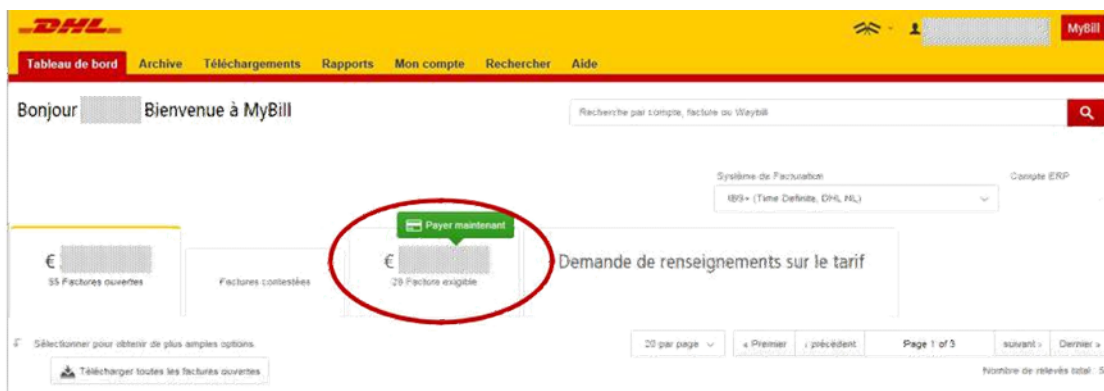 DHL
MyBill
Tableau de bord Archive Téléchargements Rapports Mon compte Rechercher Aide
Bonjour Bienvenue à MyBill
Recherche par compte, facture ou Waybill
Système de Facturation Compte ERP
IB9+ (Time Definite, DHL NL)
Payer maintenant
€ € Demande de renseignements sur le tarif
55 Factures ouvertes Factures contestées 28 Facture exigible
Sélectionner pour obtenir de plus amples options. 20 par page « Premier ‹ précédent Page 1 of 3 suivant › Dernier »
Télécharger toutes les factures ouvertes Nombre de relevés total : 5